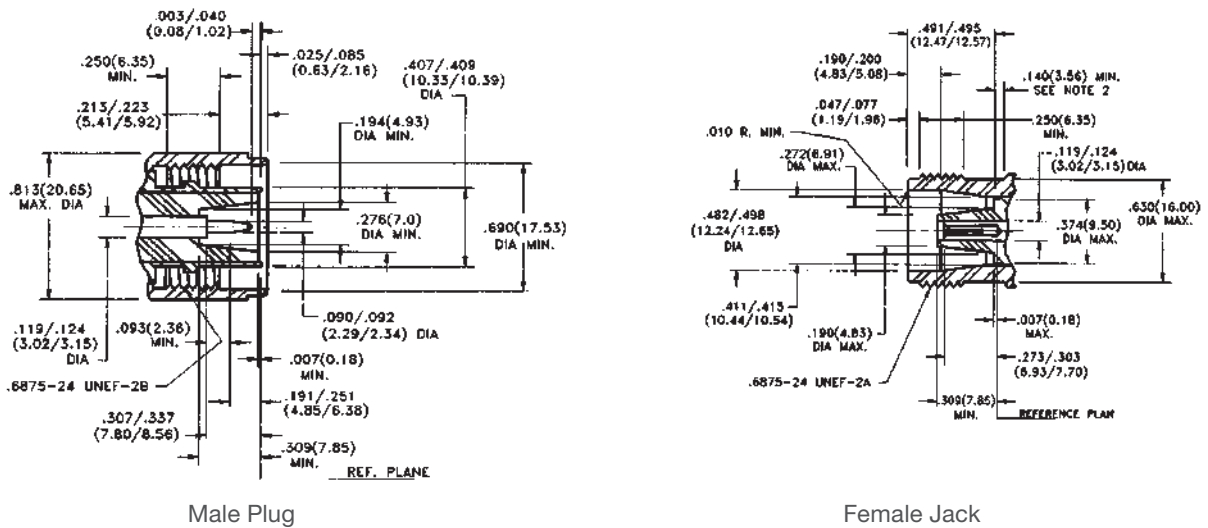 .003/.040
(0.08/1.02)
.025/.085
(0.63/2.16)
.250(6.35)
MIN.
.407/.409
(10.33/10.39)
DIA
.213/.223
(5.41/5.92)
.194(4.93)
DIA MIN.
.813(20.65)
MAX. DIA
.276(7.0)
DIA MIN.
.690(17.53)
DIA MIN.
.119/.124
(3.02/3.15)
DIA
.093(2.36)
MIN.
.090/.092
(2.29/2.34) DIA
.007(0.18)
MIN.
.6875-24 UNEF-2B
.191/.251
(4.85/6.38)
.307/.337
(7.80/8.56)
.309(7.85)
MIN.
REF. PLANE
Male Plug
.491/.495
(12.47/12.57)
.190/.200
(4.83/5.08)
.140(3.56) MIN.
SEE NOTE 2
.047/.077
(1.19/1.96)
.250(6.35)
MIN.
.010 R. MIN.
.272(6.91)
DIA MAX.
.119/.124
(3.02/3.15)DIA
.482/.498
(12.24/12.65)
DIA
.374(9.50)
DIA MAX.
.630(16.00)
DIA MAX.
.411/.415
(10.44/10.54)
.190(4.83)
DIA MAX.
.007(0.18)
MAX.
.273/.303
(6.93/7.70)
.6875-24 UNEF-2A
.309(7.85)
MIN.
REFERENCE PLAN
Female Jack